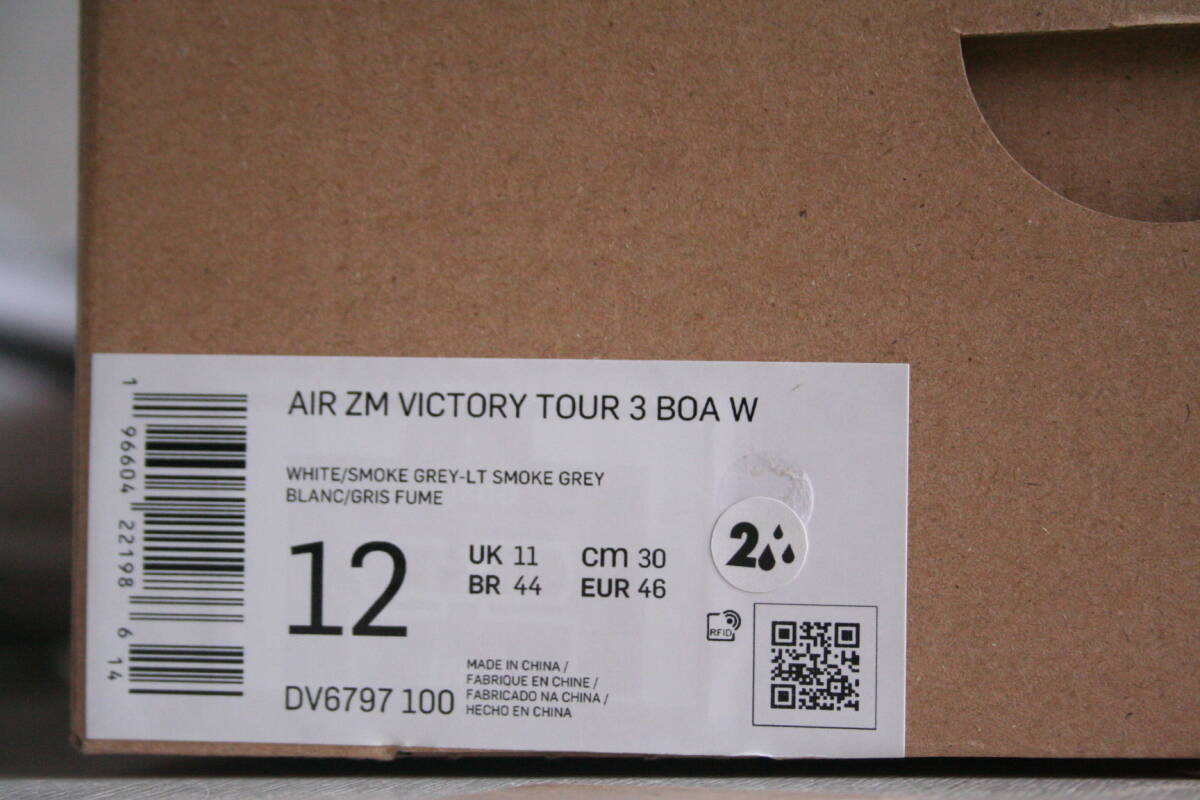 AIR ZM VICTORY TOUR 3 BOA W
WHITE/SMOKE GREY-LT SMOKE GREY
BLANC/GRIS FUME
12
UK 11 cm 30
BR 44 EUR 46
2
RFID
MADE IN CHINA /
FABRIQUE EN CHINE /
FABRICADO NA CHINA /
HECHO EN CHINA
DV6797 100
1 96604 22198 6 14